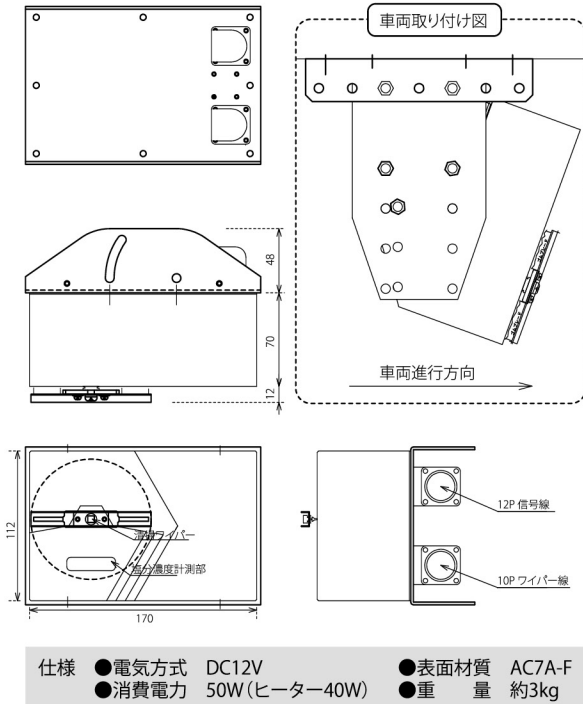 車両取り付け図
48
70
12
車両進行方向
12P 信号線
ワイパー
塩分濃度計測部
10P ワイパー線
112
170
仕様 ●電気方式 DC12V ●表面材質 AC7A-F
●消費電力 50W(ヒーター40W) ●重 量 約3kg